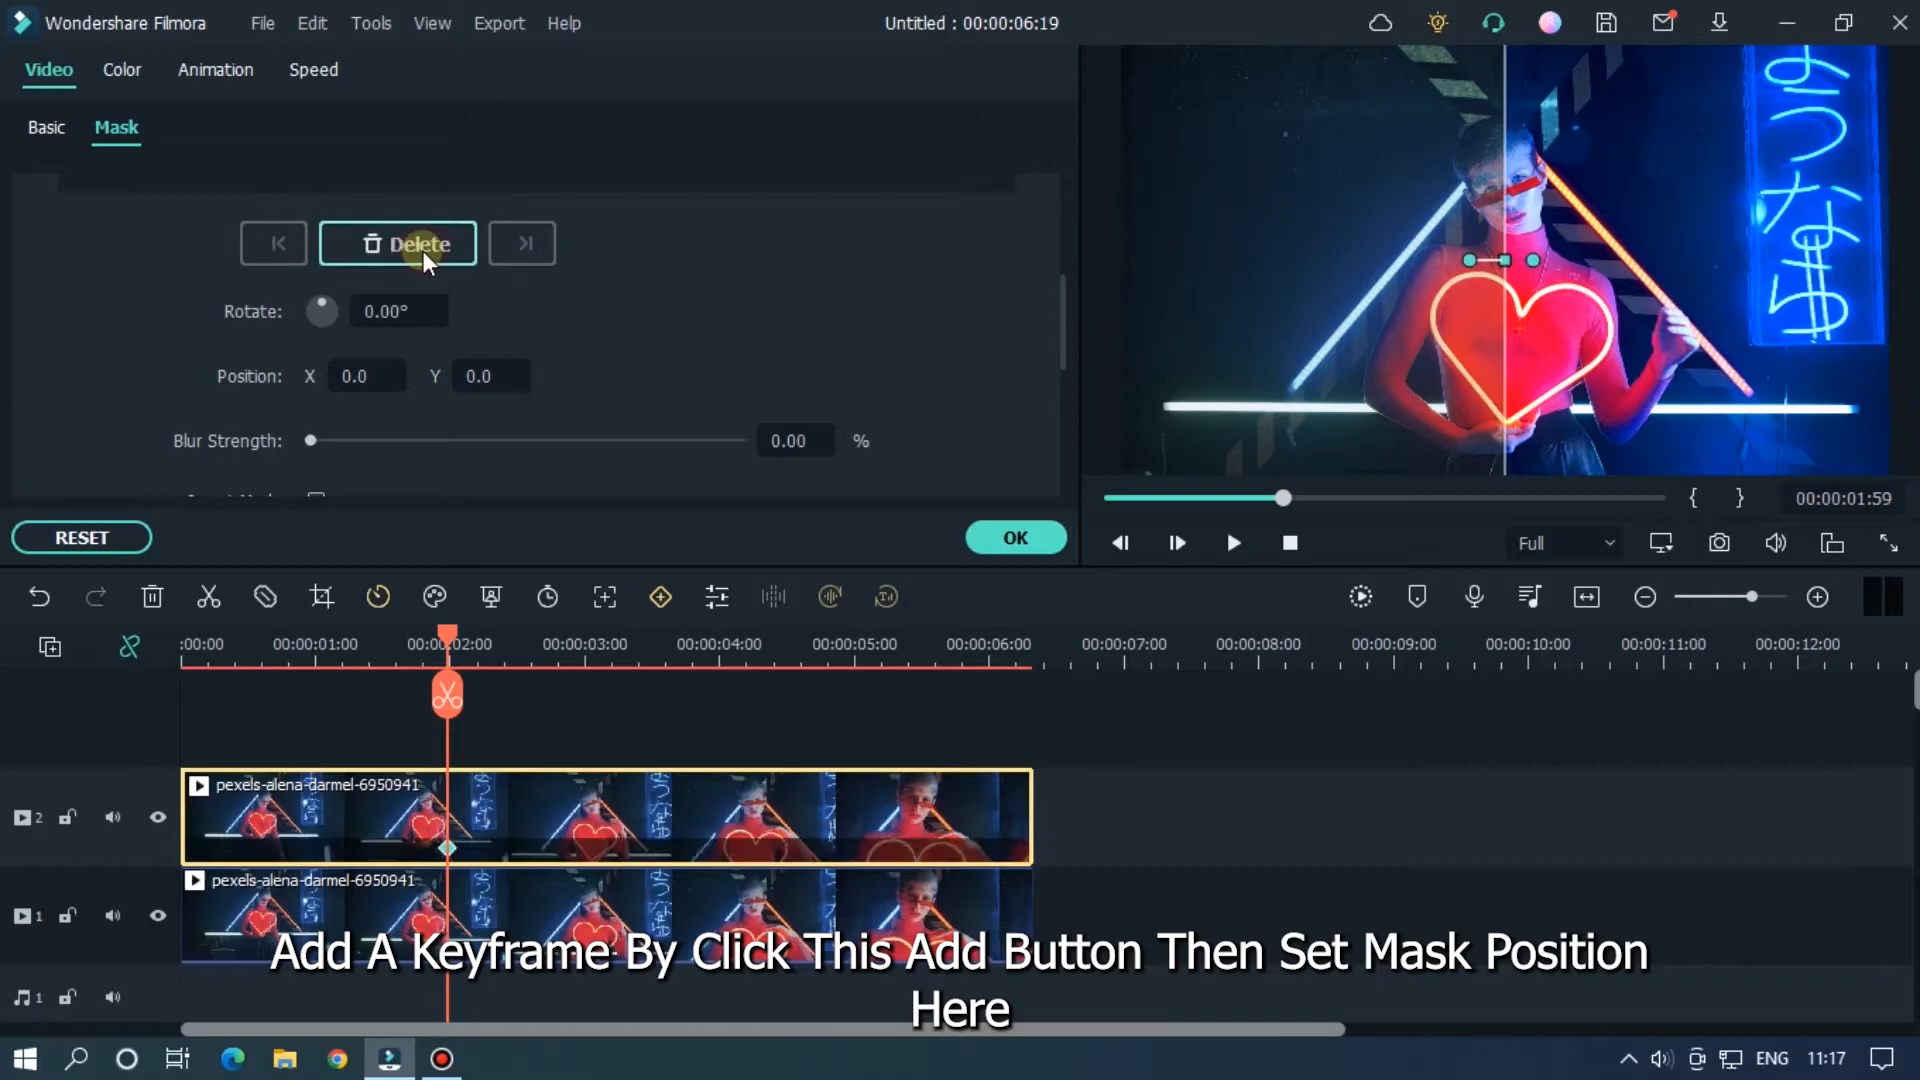 Wondershare Filmora File Edit Tools View Export Help Untitled : 00:00:06:19
Video Color Animation Speed
Basic Mask
Delete
Rotate: 0.00°
Position: X 0.0 Y 0.0
Blur Strength: 0.00 %
RESET OK
00:00:01:59
Full
:00:00 00:00:01:00 00:00:02:00 00:00:03:00 00:00:04:00 00:00:05:00 00:00:06:00 00:00:07:00 00:00:08:00 00:00:09:00 00:00:10:00 00:00:11:00 00:00:12:00
pexels-alena-darmel-6950941
2
pexels-alena-darmel-6950941
1
Add A Keyframe By Click This Add Button Then Set Mask Position
Here
1
ENG 11:17